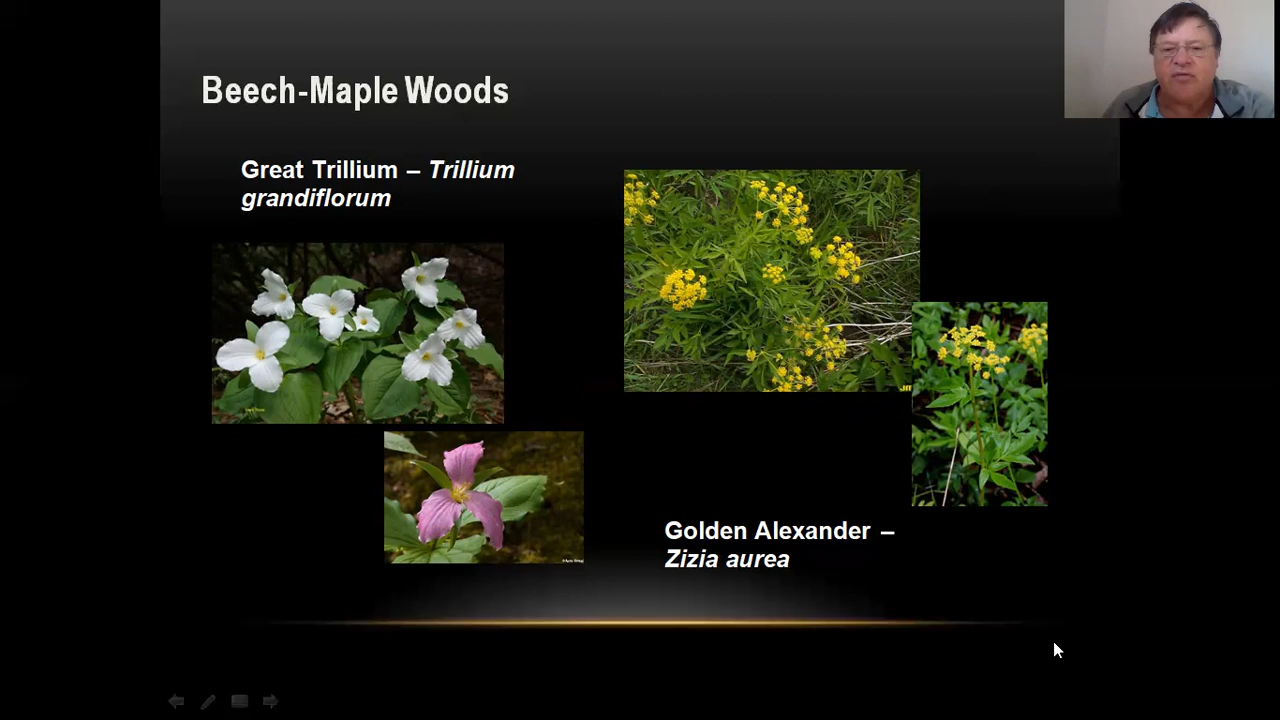 Beech-Maple Woods
Great Trillium – Trillium
grandiflorum
Golden Alexander –
Zizia aurea